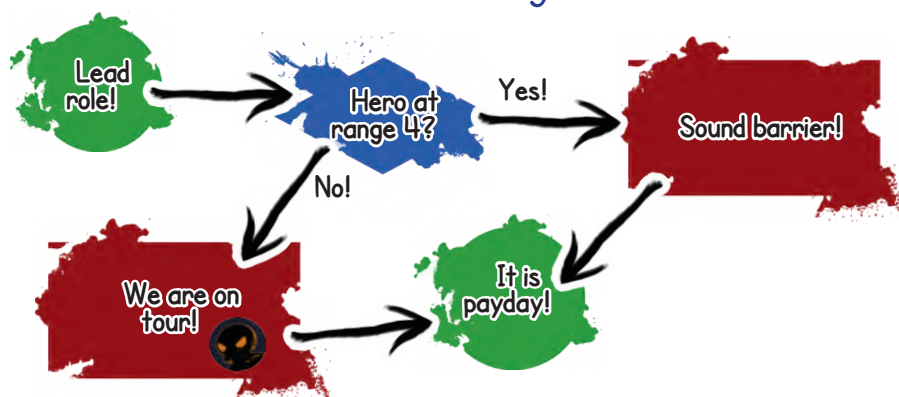 Lead
role!
Hero at
range 4?
Yes!
Sound barrier!
No!
We are on
tour!
It is
payday!